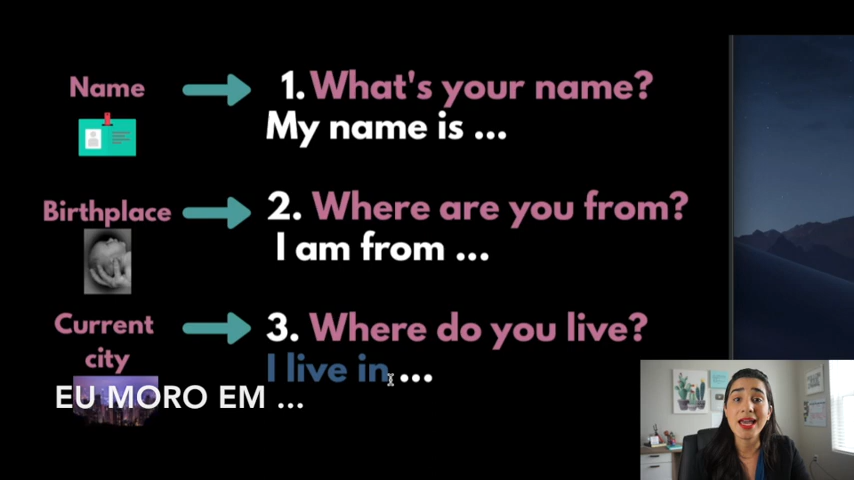 Name
1. What's your name?
My name is ...
Birthplace
2. Where are you from?
I am from ...
Current
city
3. Where do you live?
I live in ...
EU MORO EM ...